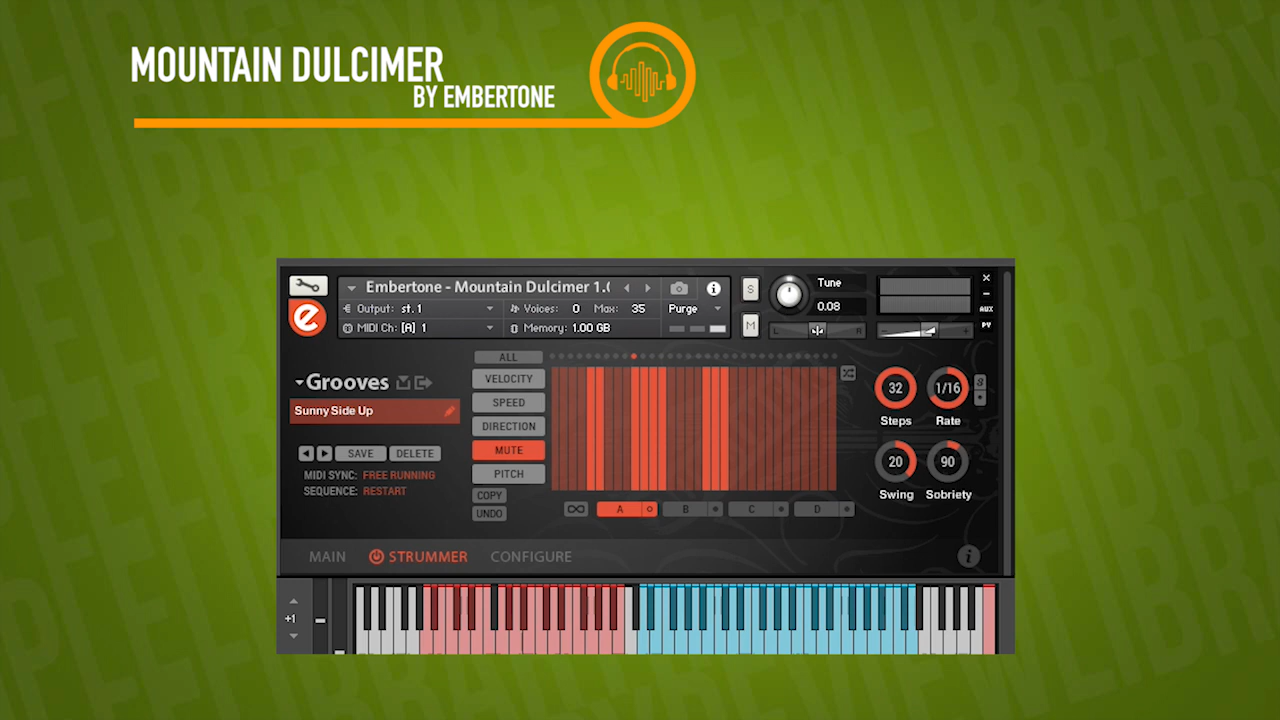 MOUNTAIN DULCIMER
BY EMBERTONE
Embertone - Mountain Dulcimer 1.0
Output: st.1
Voices: 0 Max: 35
Purge
MIDI Ch: [A] 1
Memory: 1.00 GB
S
M
Tune
0.08
L R
AUX
PV
Grooves
Sunny Side Up
SAVE DELETE
MIDI SYNC: FREE RUNNING
SEQUENCE: RESTART
ALL
VELOCITY
SPEED
DIRECTION
MUTE
PITCH
COPY
UNDO
A B C D
32 1/16 S
Steps Rate
20 90
Swing Sobriety
MAIN STRUMMER CONFIGURE
+1